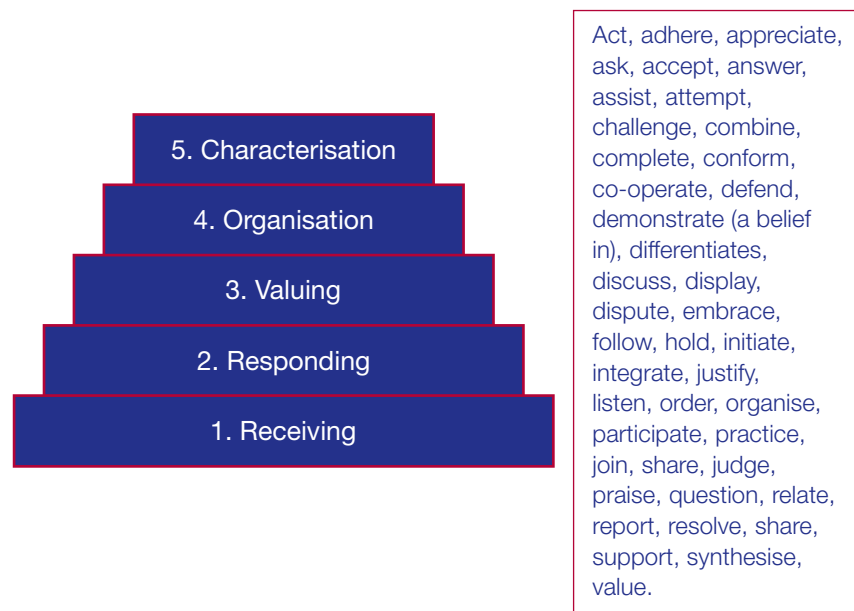 5. Characterisation
4. Organisation
3. Valuing
2. Responding
1. Receiving
Act, adhere, appreciate,
ask, accept, answer,
assist, attempt,
challenge, combine,
complete, conform,
co-operate, defend,
demonstrate (a belief
in), differentiates,
discuss, display,
dispute, embrace,
follow, hold, initiate,
integrate, justify,
listen, order, organise,
participate, practice,
join, share, judge,
praise, question, relate,
report, resolve, share,
support, synthesise,
value.